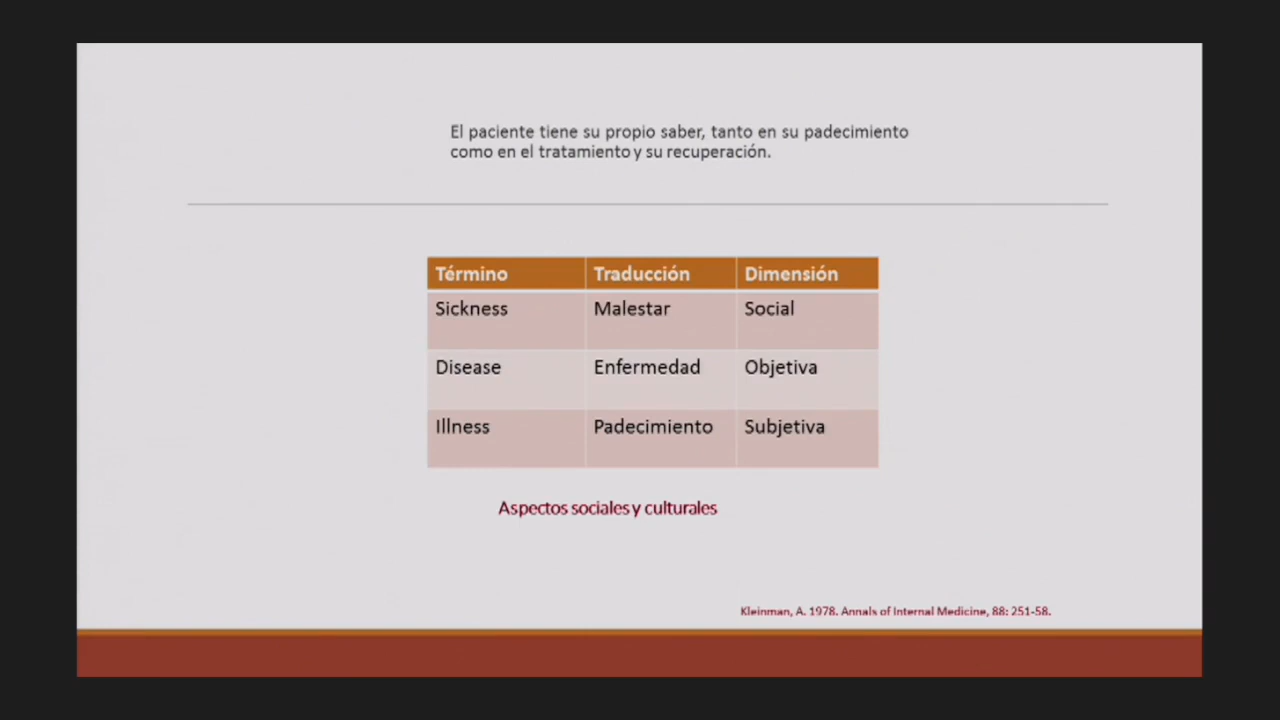 El paciente tiene su propio saber, tanto en su padecimiento
como en el tratamiento y su recuperación.
Término Traducción Dimensión
Sickness Malestar Social
Disease Enfermedad Objetiva
Illness Padecimiento Subjetiva
Aspectos sociales y culturales
Kleinman, A. 1978. Annals of Internal Medicine, 88: 251-58.